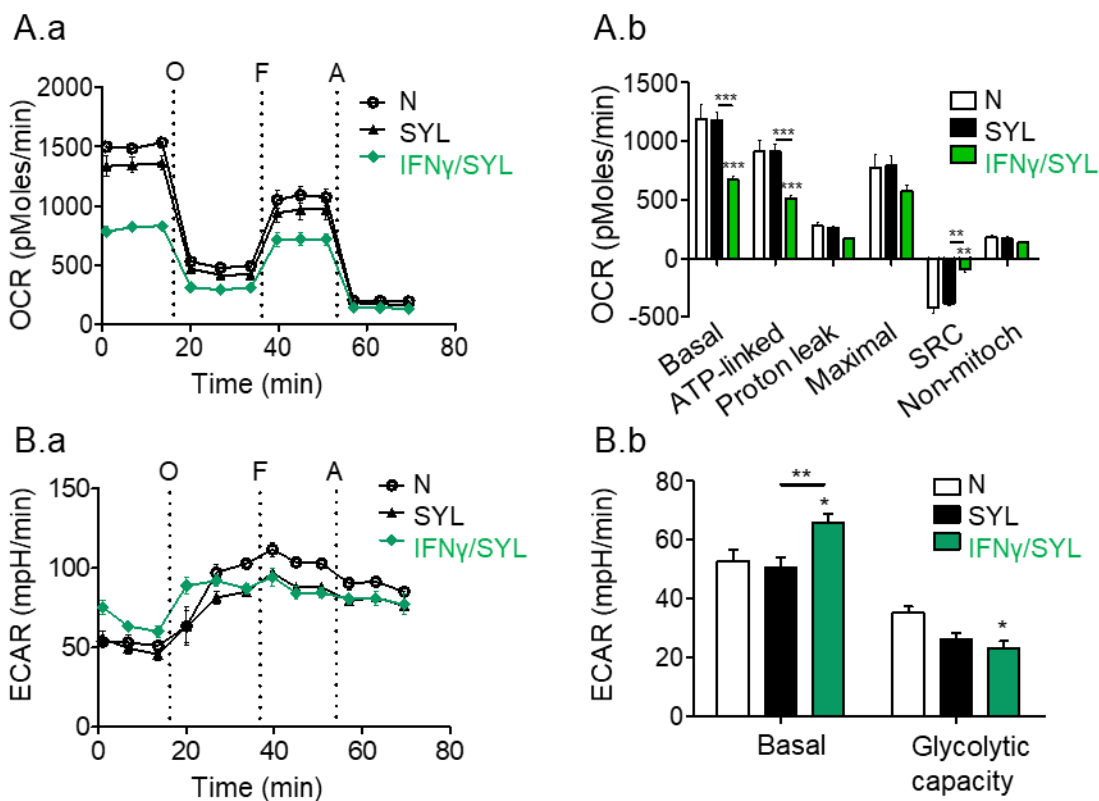 A.a
O F A
2000
1500
1000
500
0
0 20 40 60 80
OCR (pMoles/min)
Time (min)
N
SYL
IFNγ/SYL
A.b
1500
1000
500
0
-500
OCR (pMoles/min)
*** *** *** *** ** **
N
SYL
IFNγ/SYL
Basal
ATP-linked
Proton leak
Maximal
SRC
Non-mitoch
B.a
O F A
150
100
50
0
0 20 40 60 80
ECAR (mpH/min)
Time (min)
N
SYL
IFNγ/SYL
B.b
80
60
40
20
0
ECAR (mpH/min)
** * *
N
SYL
IFNγ/SYL
Basal
Glycolytic
capacity